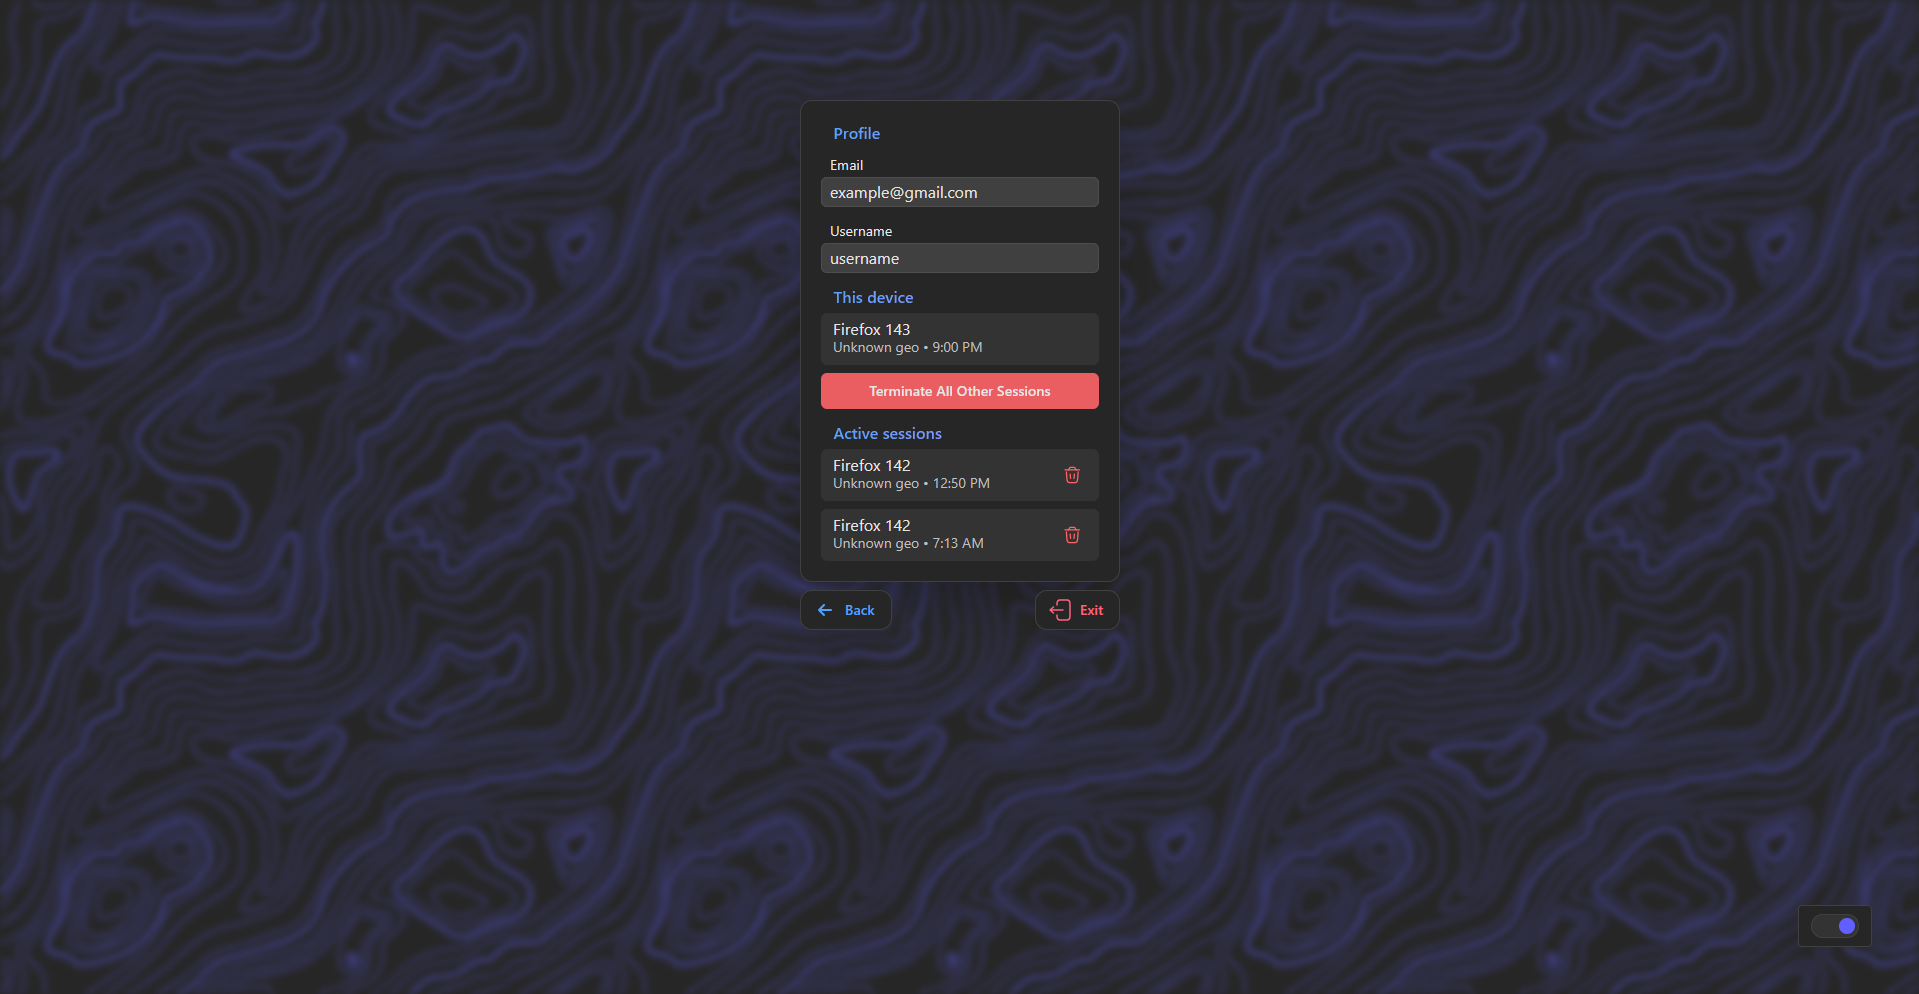 Profile
Email
example@gmail.com
Username
username
This device
Firefox 143
Unknown geo • 9:00 PM
Terminate All Other Sessions
Active sessions
Firefox 142
Unknown geo • 12:50 PM
Firefox 142
Unknown geo • 7:13 AM
Back
Exit